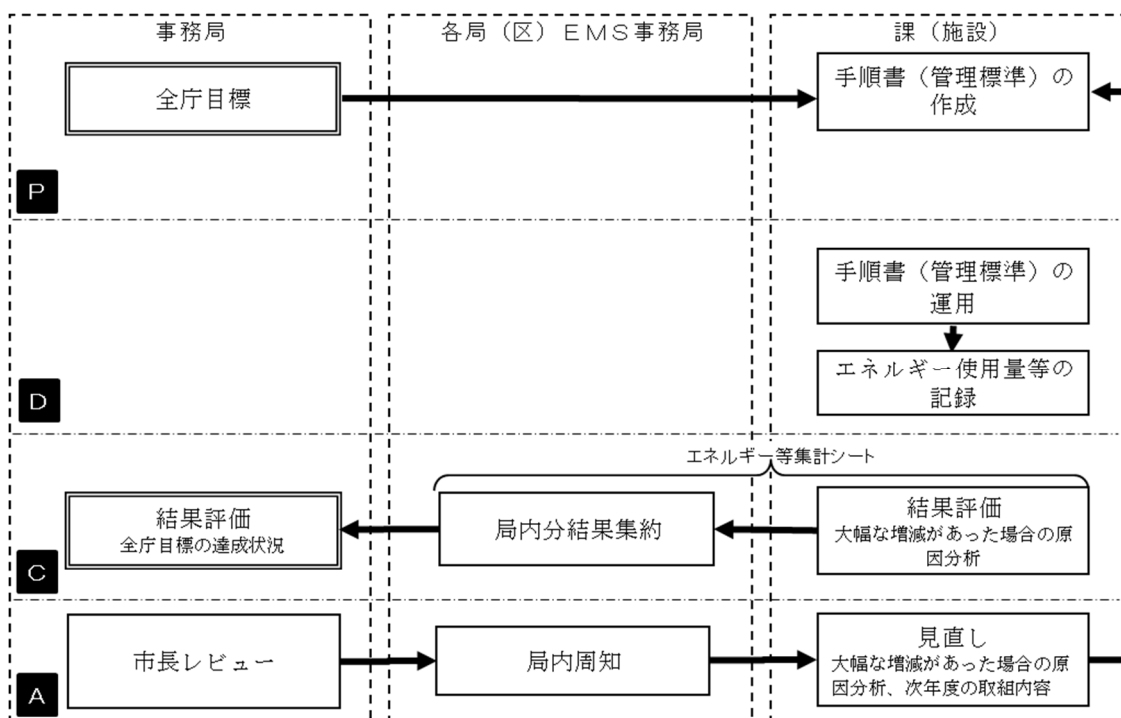 事務局
各局（区）ＥＭＳ事務局
課（施設）
全庁目標
手順書（管理標準）の
作成
P
手順書（管理標準）の
運用
エネルギー使用量等の
記録
D
エネルギー等集計シート
結果評価
全庁目標の達成状況
局内分結果集約
結果評価
大幅な増減があった場合の原
因分析
C
市長レビュー
局内周知
見直し
大幅な増減があった場合の原
因分析、次年度の取組内容
A